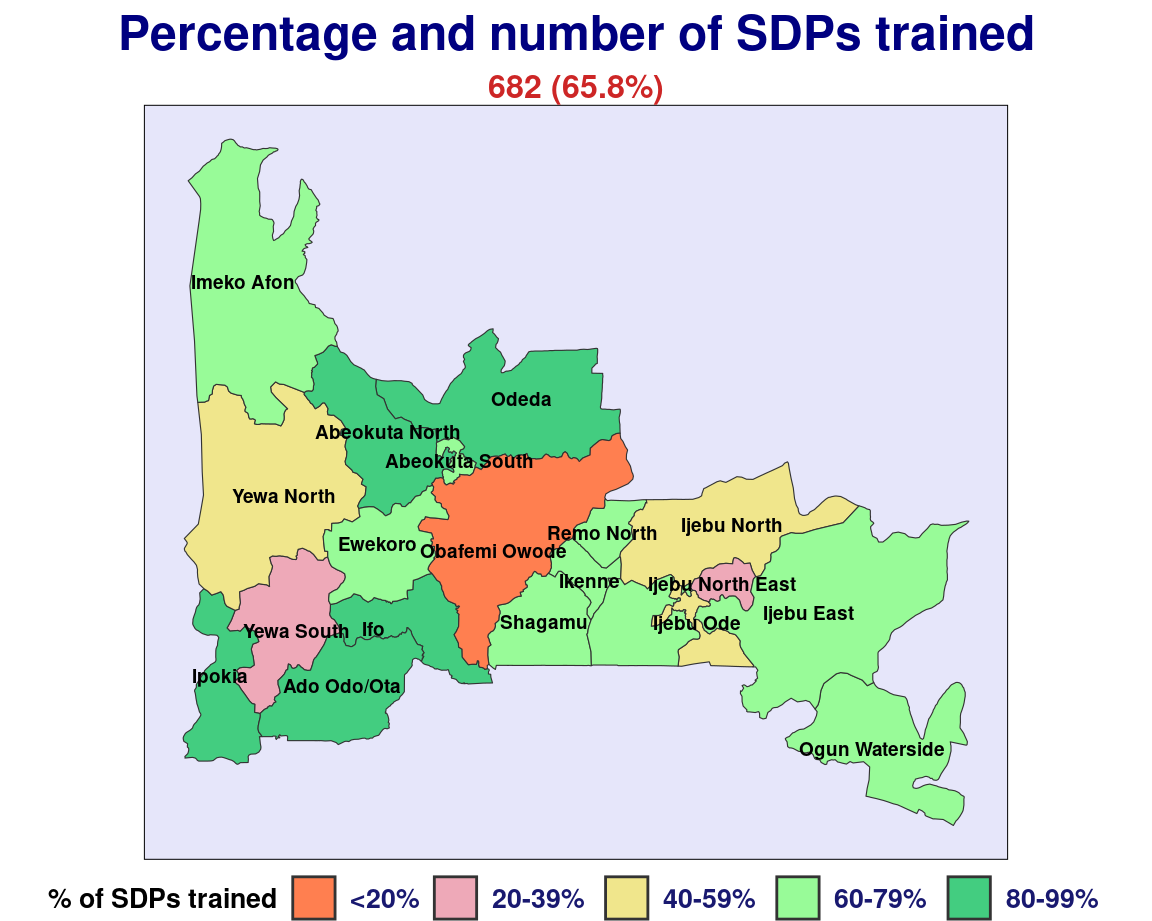 Percentage and number of SDPs trained
682 (65.8%)
Imeko Afon
Odeda
Abeokuta North
Abeokuta South
Yewa North
Ijebu North
Remo North
Ewekoro
Obafemi Owode
Ikenne
Ijebu North East
Ijebu East
Shagamu
Ijebu Ode
Yewa South
Ifo
Ipokia
Ado Odo/Ota
Ogun Waterside
% of SDPs trained <20% 20-39% 40-59% 60-79% 80-99%